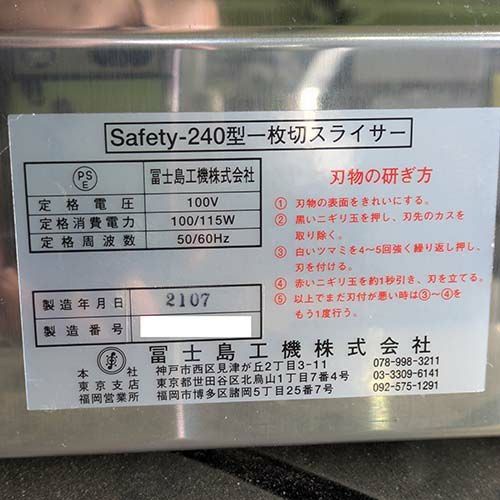 Safety-240型一枚切スライサー
PS
E
冨士島工機株式会社
定格電圧 100V
定格消費電力 100/115W
定格周波数 50/60Hz
製造年月日 2107
製造番号
刃物の研ぎ方
① 刃物の表面をきれいにする。
② 黒いニギリ玉を押し、刃先のカスを
取り除く。
③ 白いツマミを4〜5回強く繰り返し押し、
刃を付ける。
④ 赤いニギリ玉を約1秒引き、刃を立てる。
⑤ 以上でまだ刃付が悪い時は③〜④を
もう1度行う。
冨士島工機株式会社
本社 神戸市西区見津が丘2丁目3-11 078-998-3211
東京支店 東京都世田谷区北烏山1丁目7番4号 03-3309-6141
福岡営業所 福岡市博多区諸岡5丁目25番7号 092-575-1291